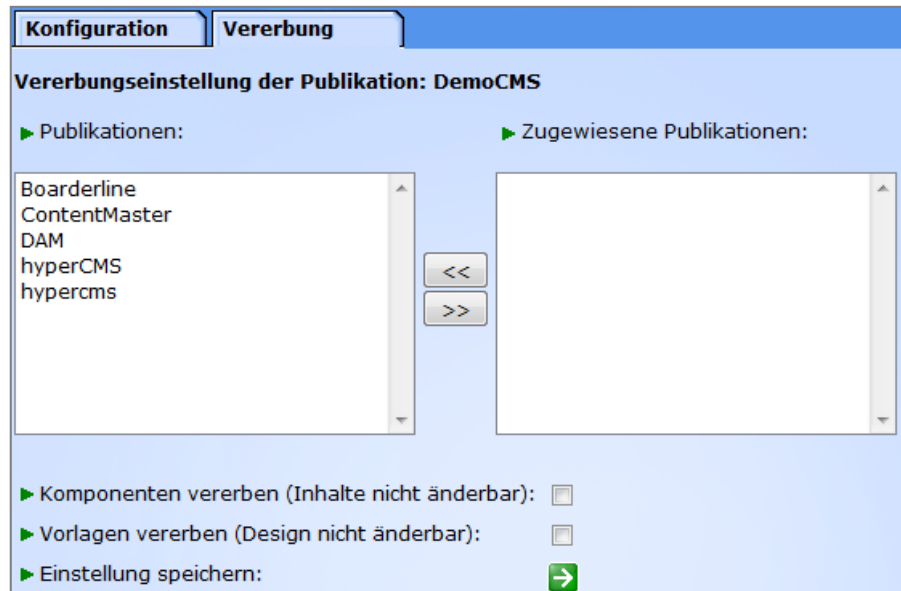 Konfiguration Vererbung
Vererbungseinstellung der Publikation: DemoCMS
Publikationen: Zugewiesene Publikationen:
Boarderline
ContentMaster
DAM
hyperCMS
hypercms
<<
>>
Komponenten vererben (Inhalte nicht änderbar):
Vorlagen vererben (Design nicht änderbar):
Einstellung speichern: